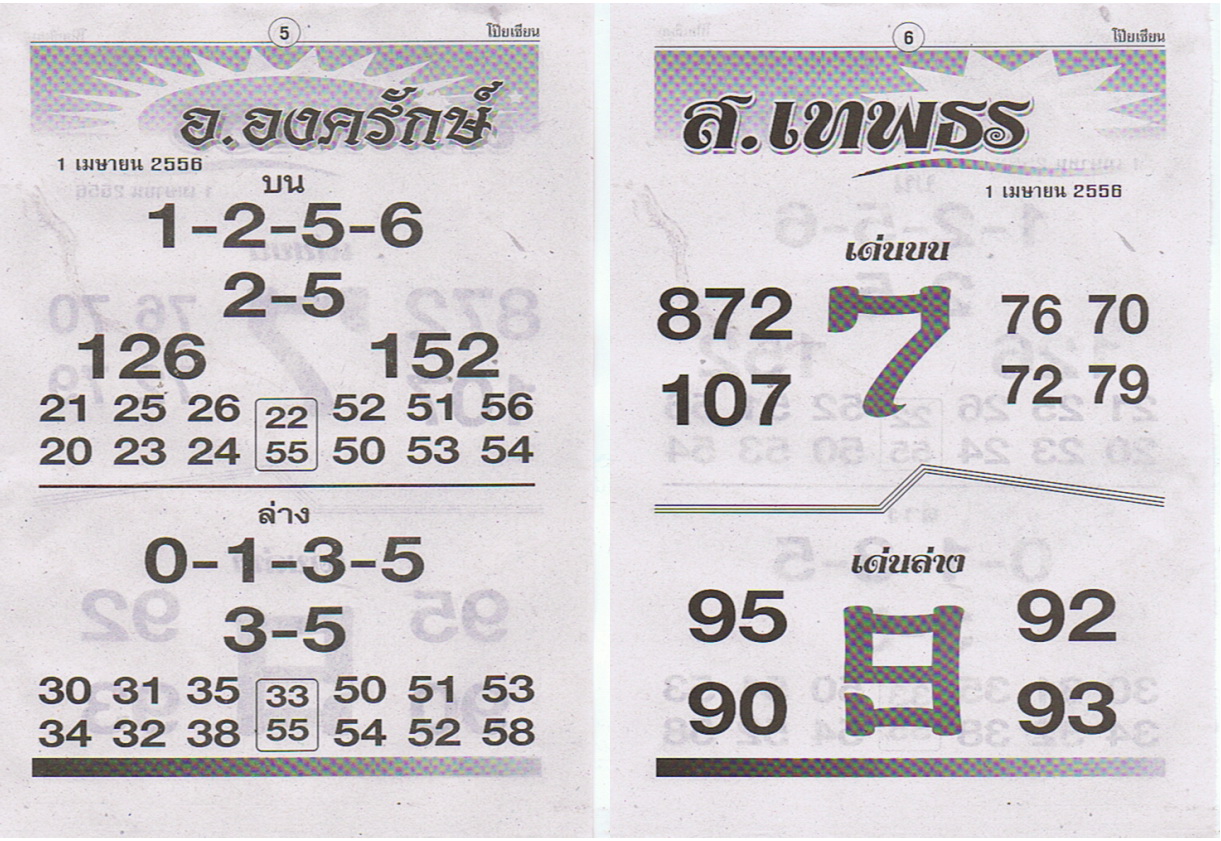 5
โป๊ยเซียน
อ.องครักษ์
1 เมษายน 2556
บน
1-2-5-6
2-5
126 152
21 25 26 22 52 51 56
20 23 24 55 50 53 54
ล่าง
0-1-3-5
3-5
30 31 35 33 50 51 53
34 32 38 55 54 52 58
6
โป๊ยเซียน
ส.เทพธร
1 เมษายน 2556
เด่นบน
872 7 76 70
107 72 79
เด่นล่าง
95 9 92
90 93